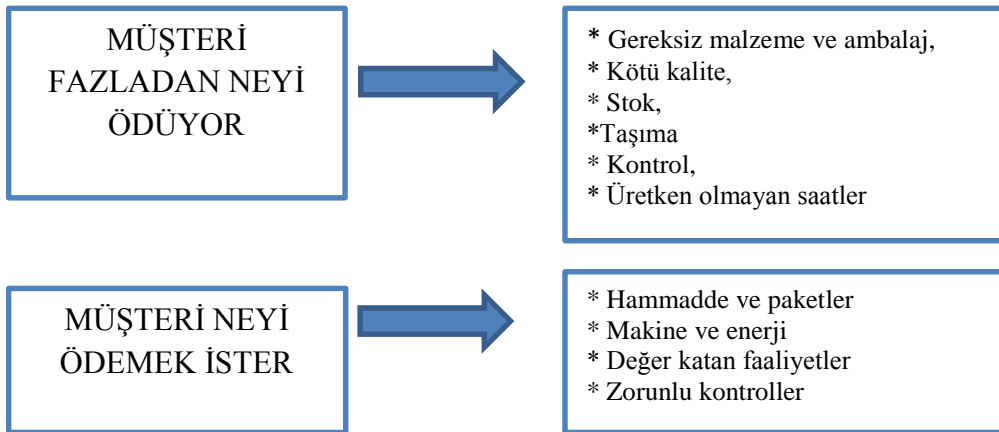 MÜŞTERİ
FAZLADAN NEYİ
ÖDÜYOR
* Gereksiz malzeme ve ambalaj,
* Kötü kalite,
* Stok,
*Taşıma
* Kontrol,
* Üretken olmayan saatler
MÜŞTERİ NEYİ
ÖDEMEK İSTER
* Hammadde ve paketler
* Makine ve enerji
* Değer katan faaliyetler
* Zorunlu kontroller